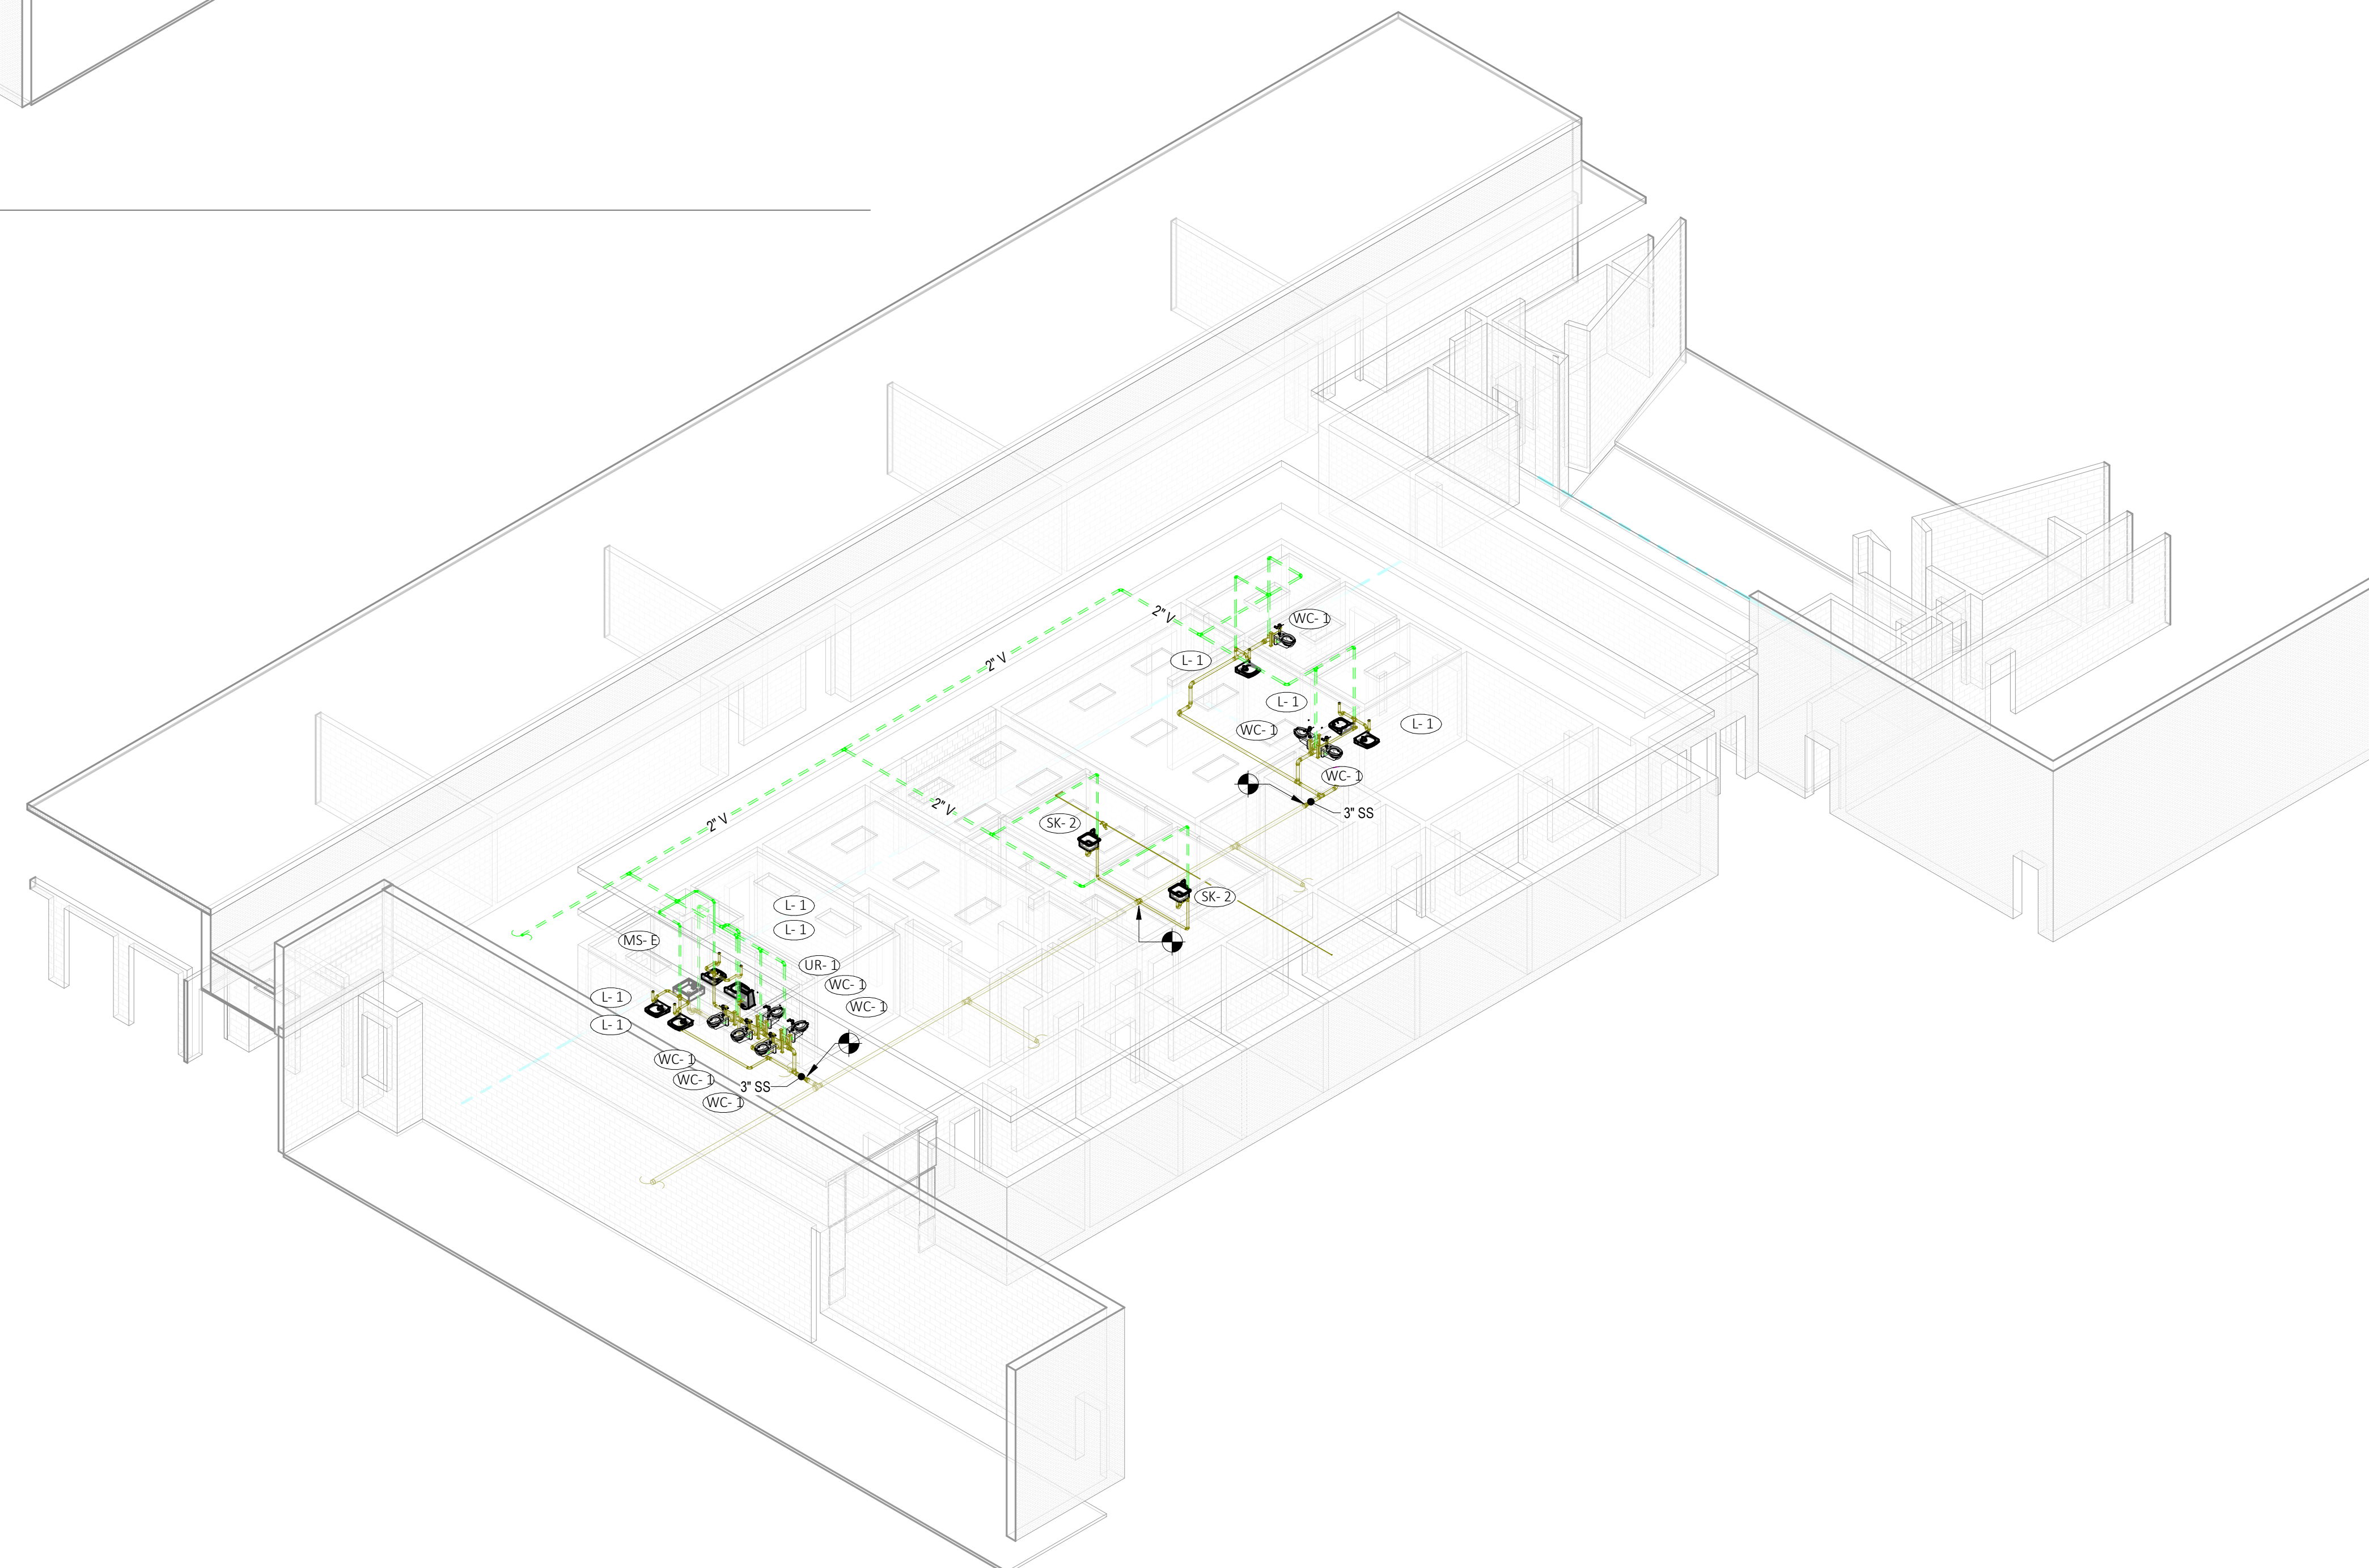 2" V
WC- 1
L- 1
2" V
L- 1
WC- 1
L- 1
WC- 1
3" SS
2" V
2" V
SK- 2
SK- 2
L- 1
L- 1
MS- E
UR- 1
WC- 1
WC- 1
L- 1
L- 1
WC- 1
WC- 1
WC- 1
3" SS